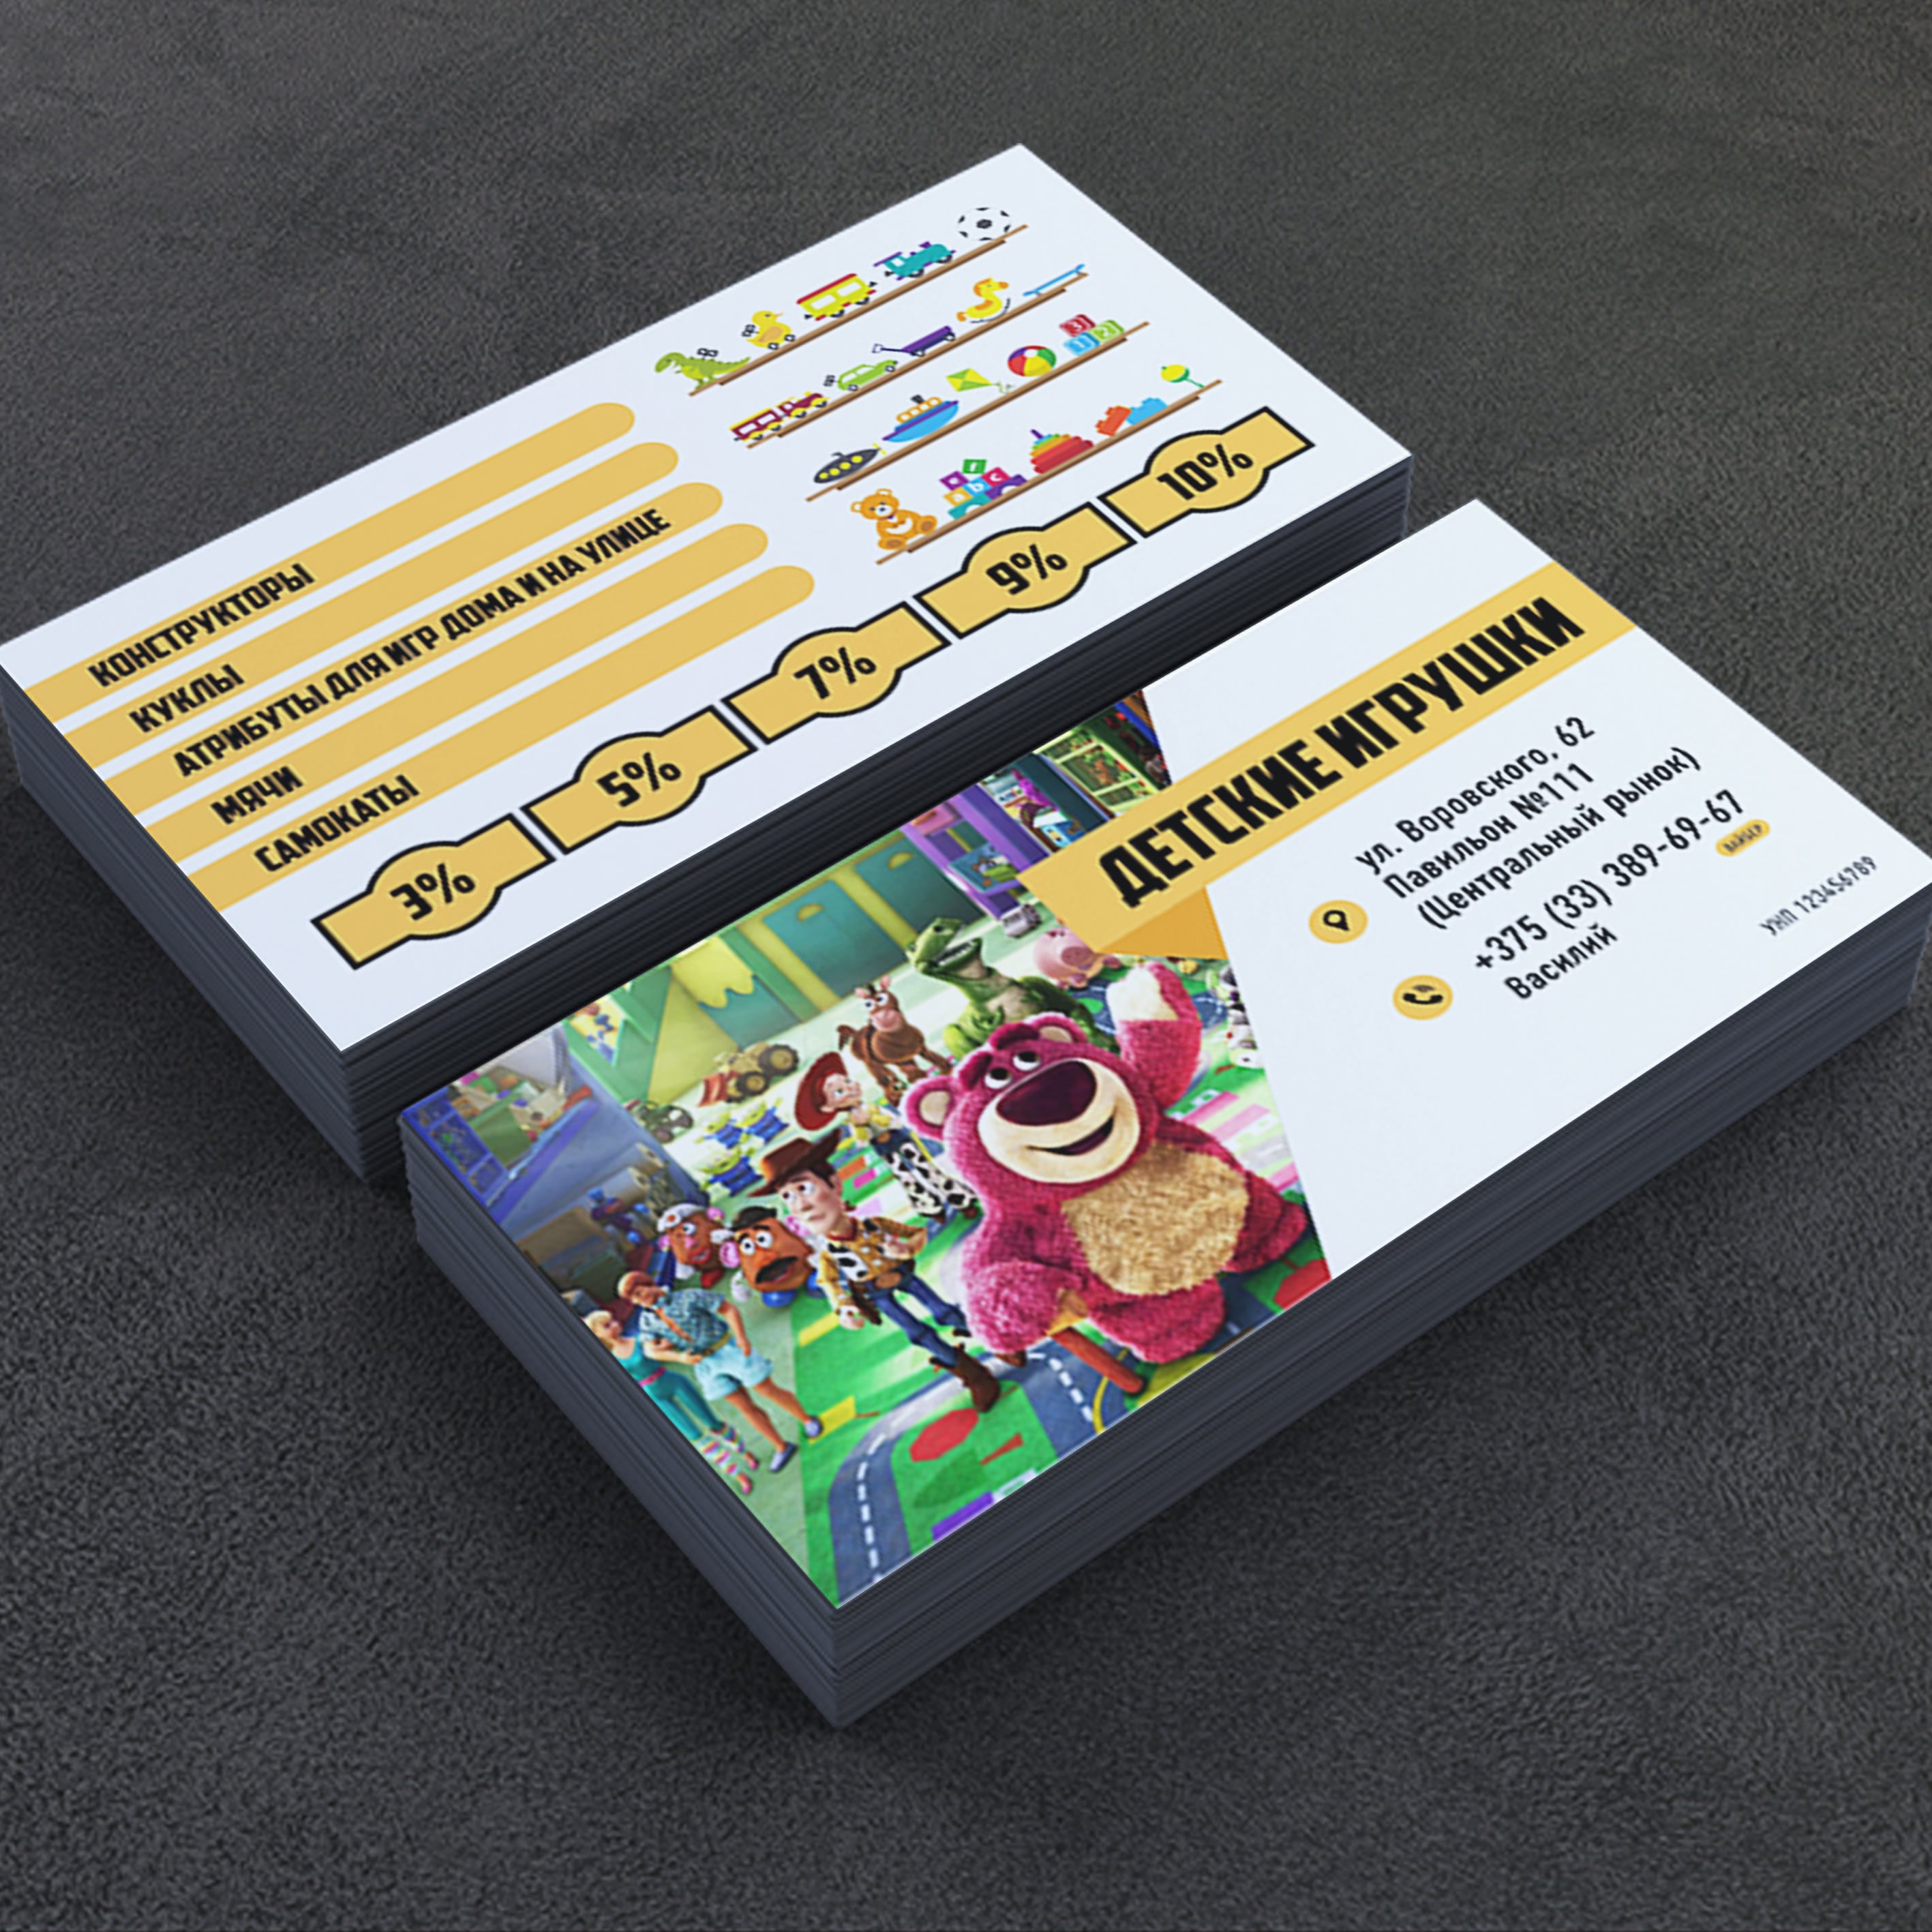 КОНСТРУКТОРЫ
КУКЛЫ
АТРИБУТЫ ДЛЯ ИГР ДОМА И НА УЛИЦЕ
МЯЧИ
САМОКАТЫ
3% 5% 7% 9% 10%
ДЕТСКИЕ ИГРУШКИ
ул. Воровского, 62
Павильон №111
(Центральный рынок)
+375 (33) 389-69-67
ВАЙБЕР
Василий
УНП 123456789